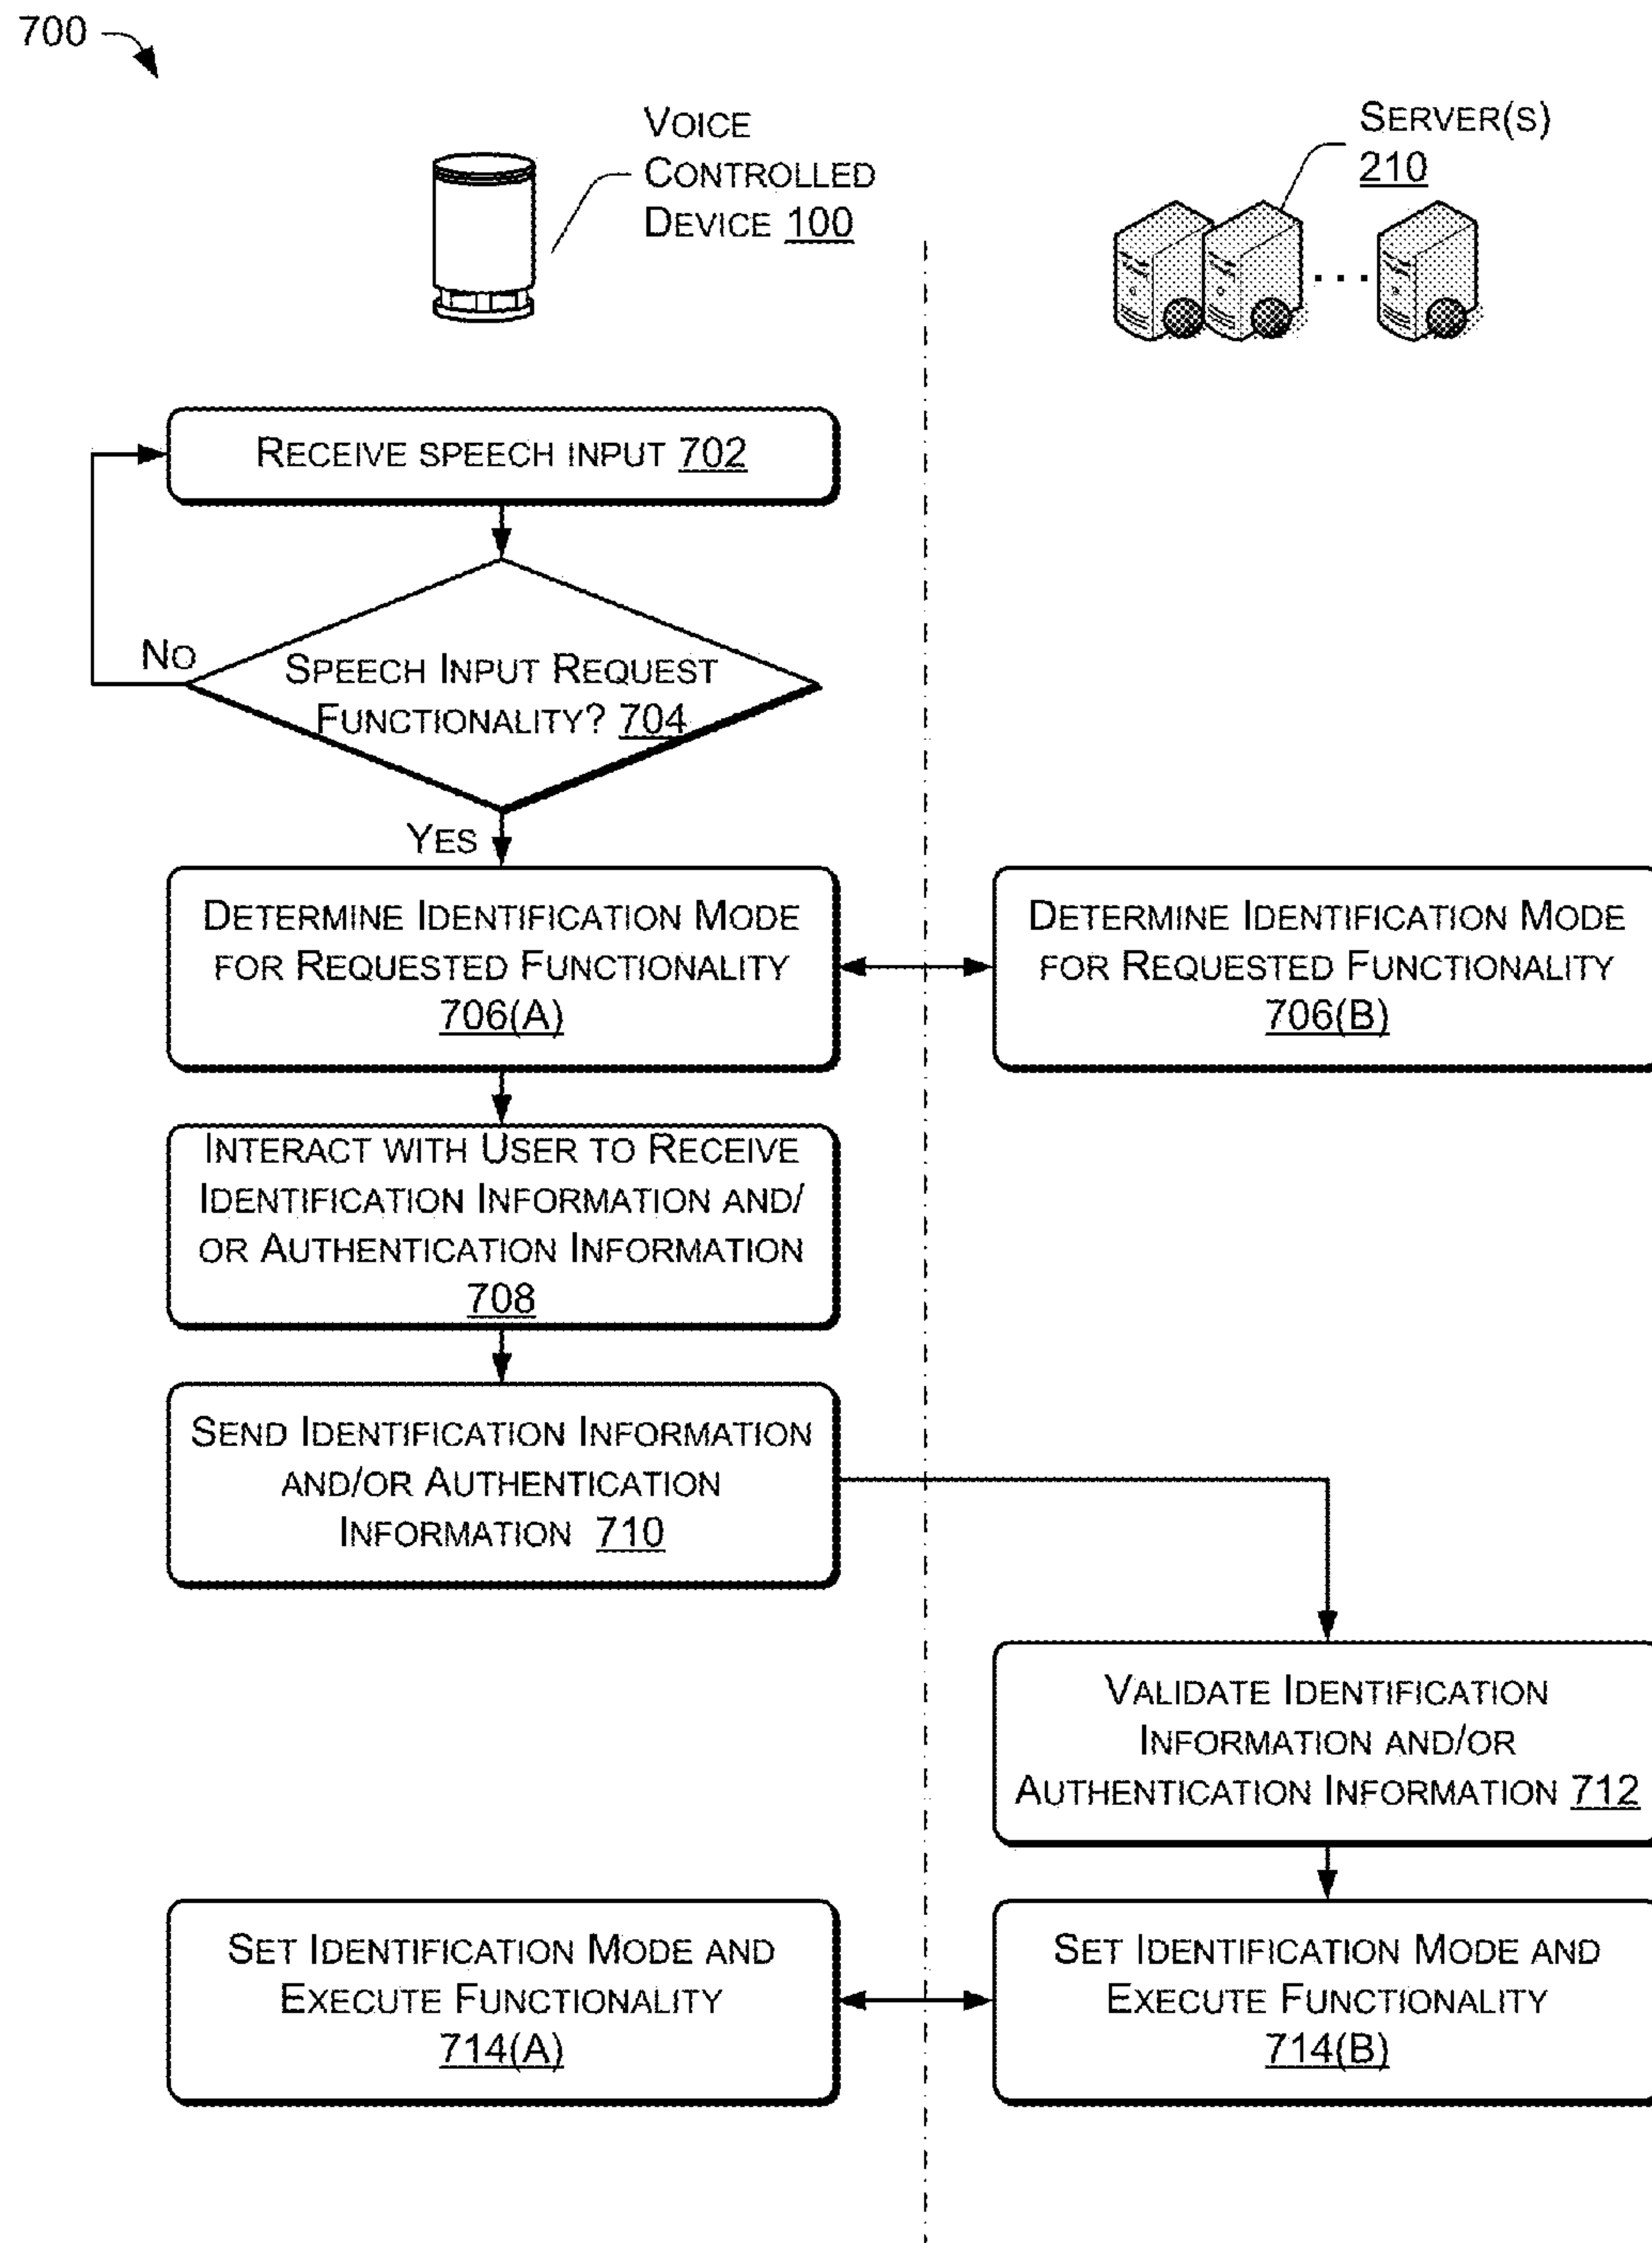 700
VOICE
CONTROLLED
DEVICE 100
SERVER(S)
210
RECEIVE SPEECH INPUT 702
NO
SPEECH INPUT REQUEST
FUNCTIONALITY? 704
YES
DETERMINE IDENTIFICATION MODE
FOR REQUESTED FUNCTIONALITY
706(A)
DETERMINE IDENTIFICATION MODE
FOR REQUESTED FUNCTIONALITY
706(B)
INTERACT WITH USER TO RECEIVE
IDENTIFICATION INFORMATION AND/
OR AUTHENTICATION INFORMATION
708
SEND IDENTIFICATION INFORMATION
AND/OR AUTHENTICATION
INFORMATION 710
VALIDATE IDENTIFICATION
INFORMATION AND/OR
AUTHENTICATION INFORMATION 712
SET IDENTIFICATION MODE AND
EXECUTE FUNCTIONALITY
714(A)
SET IDENTIFICATION MODE AND
EXECUTE FUNCTIONALITY
714(B)